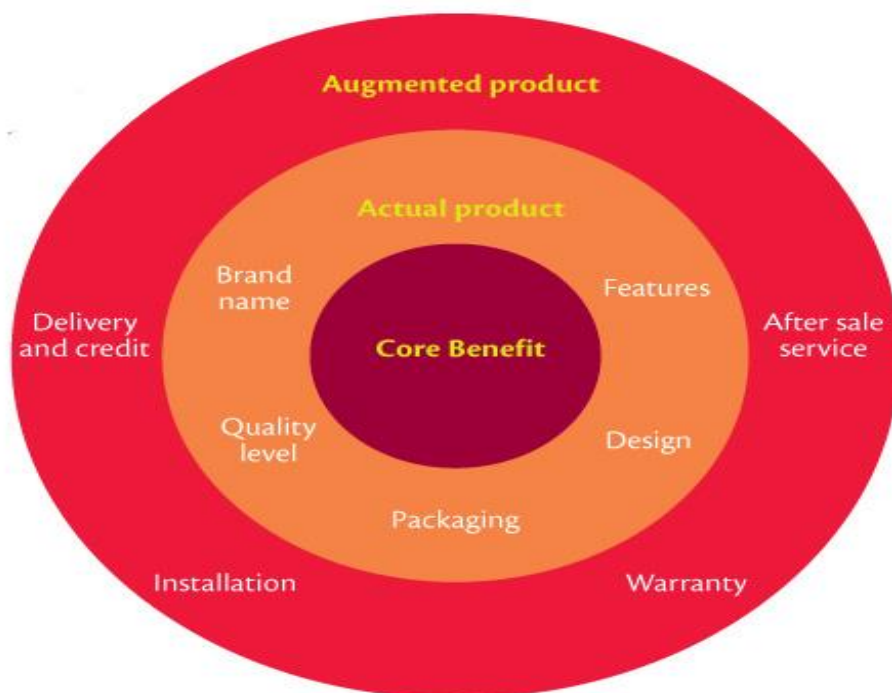 Augmented product
Actual product
Brand
name
Features
Delivery
and credit
Core Benefit
After sale
service
Quality
level
Design
Packaging
Installation
Warranty